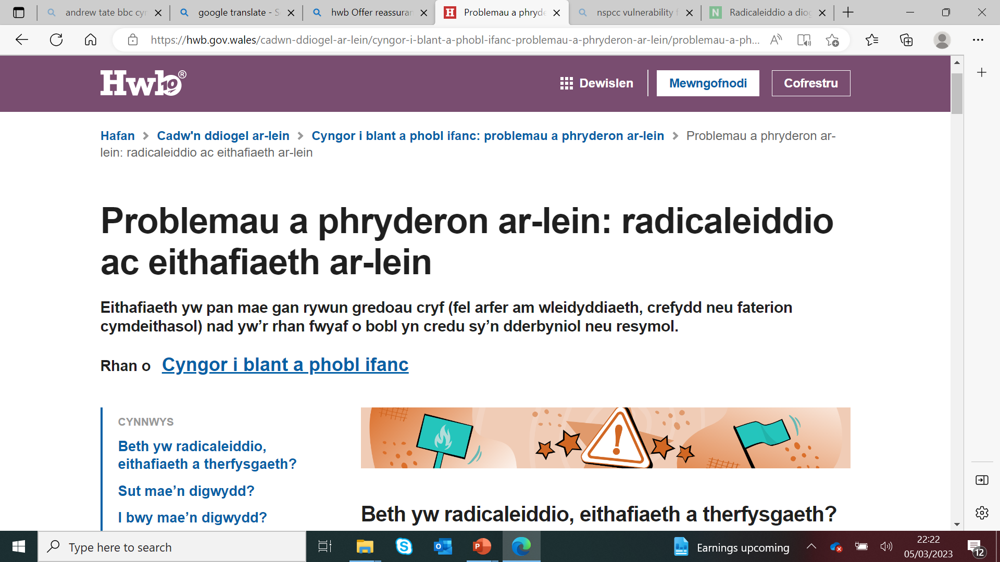 andrew tate bbc cyr
google translate - S
hwb Offer reassuran
Problemau a phryde
nspcc vulnerability f
Radicaleiddio a diog
https://hwb.gov.wales/cadwn-ddiogel-ar-lein/cyngor-i-blant-a-phobl-ifanc-problemau-a-phryderon-ar-lein/problemau-a-ph...
Hwb 10 ®
Dewislen
Mewngofnodi
Cofrestru
Hafan > Cadw'n ddiogel ar-lein > Cyngor i blant a phobl ifanc: problemau a phryderon ar-lein > Problemau a phryderon ar-
lein: radicaleiddio ac eithafiaeth ar-lein
Problemau a phryderon ar-lein: radicaleiddio
ac eithafiaeth ar-lein
Eithafiaeth yw pan mae gan rywun gredoau cryf (fel arfer am wleidyddiaeth, crefydd neu faterion
cymdeithasol) nad yw’r rhan fwyaf o bobl yn credu sy’n dderbyniol neu resymol.
Rhan o Cyngor i blant a phobl ifanc
CYNNWYS
Beth yw radicaleiddio,
eithafiaeth a therfysgaeth?
Sut mae’n digwydd?
I bwy mae’n digwydd?
Beth yw radicaleiddio, eithafiaeth a therfysgaeth?
Type here to search
Earnings upcoming
22:22
05/03/2023
12